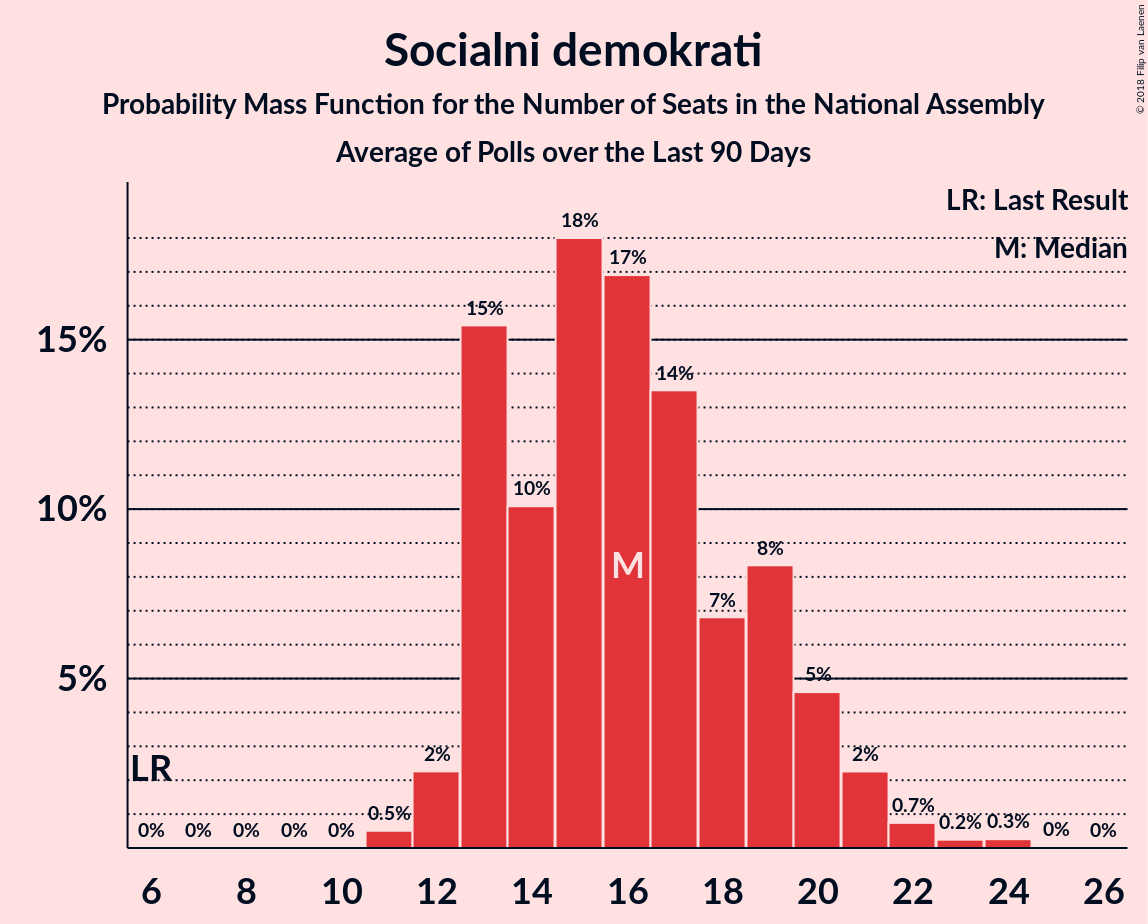 Socialni demokrati
Probability Mass Function for the Number of Seats in the National Assembly
Average of Polls over the Last 90 Days
© 2018 Filip van Laenen
LR: Last Result
M: Median
18%
17%
15%
14%
15%
10%
10%
8%
M
7%
5%
5%
2%
2%
LR
0.5%
0.7%
0.2%
0.3%
0%
0%
0%
0%
0%
0%
0%
6 8 10 12 14 16 18 20 22 24 26